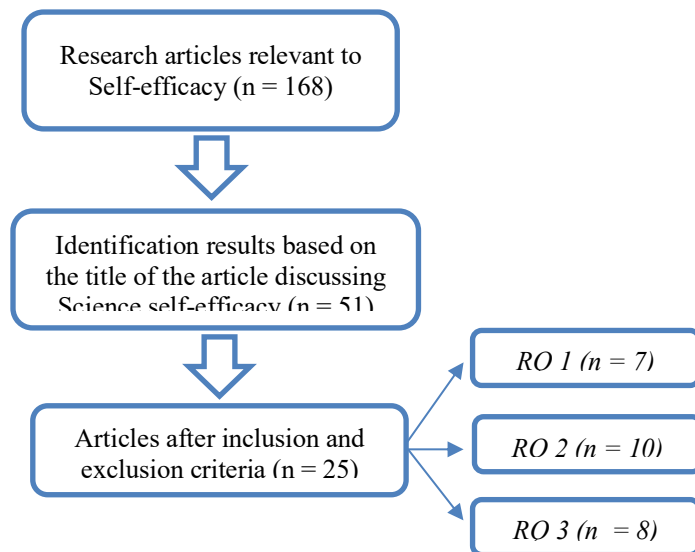 Research articles relevant to
Self-efficacy (n = 168)
Identification results based on
the title of the article discussing
Science self-efficacy (n = 51)
Articles after inclusion and
exclusion criteria (n = 25)
RO 1 (n = 7)
RO 2 (n = 10)
RO 3 (n = 8)